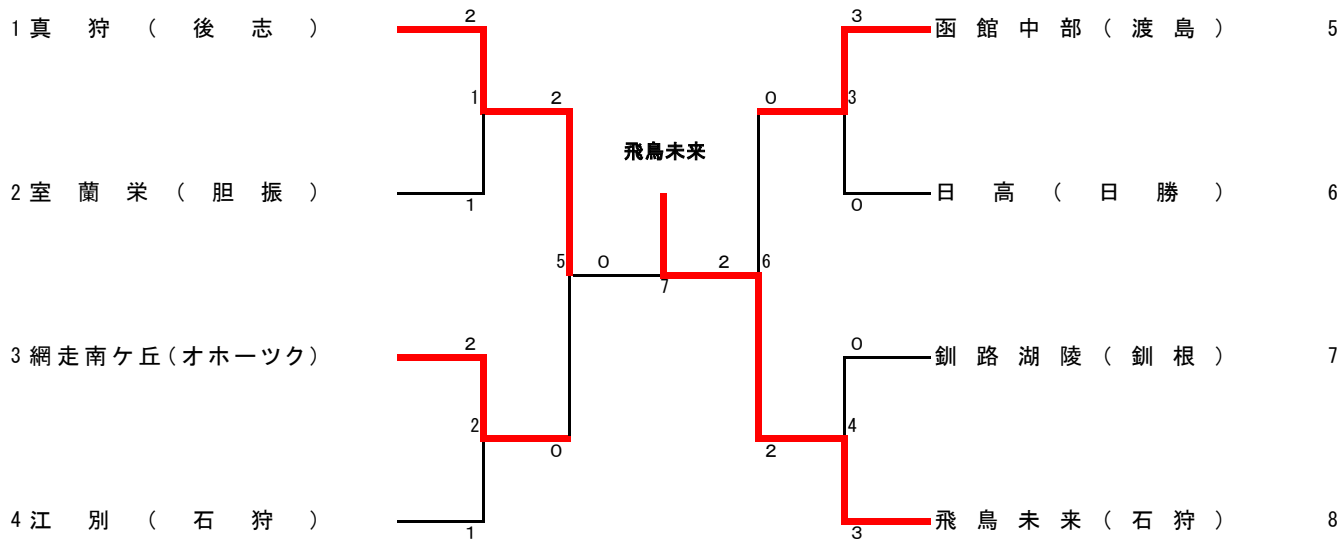 2 3
1 真狩(後志) 函館中部(渡島) 5
1 2 0 3
飛鳥未来
2 室蘭栄(胆振) 日高(日勝) 6
1 0
5 0 2 6
7
2 0
3 網走南ケ丘(オホーツク) 釧路湖陵(釧根) 7
2 4
0 2
4 江別(石狩) 飛鳥未来(石狩) 8
1 3